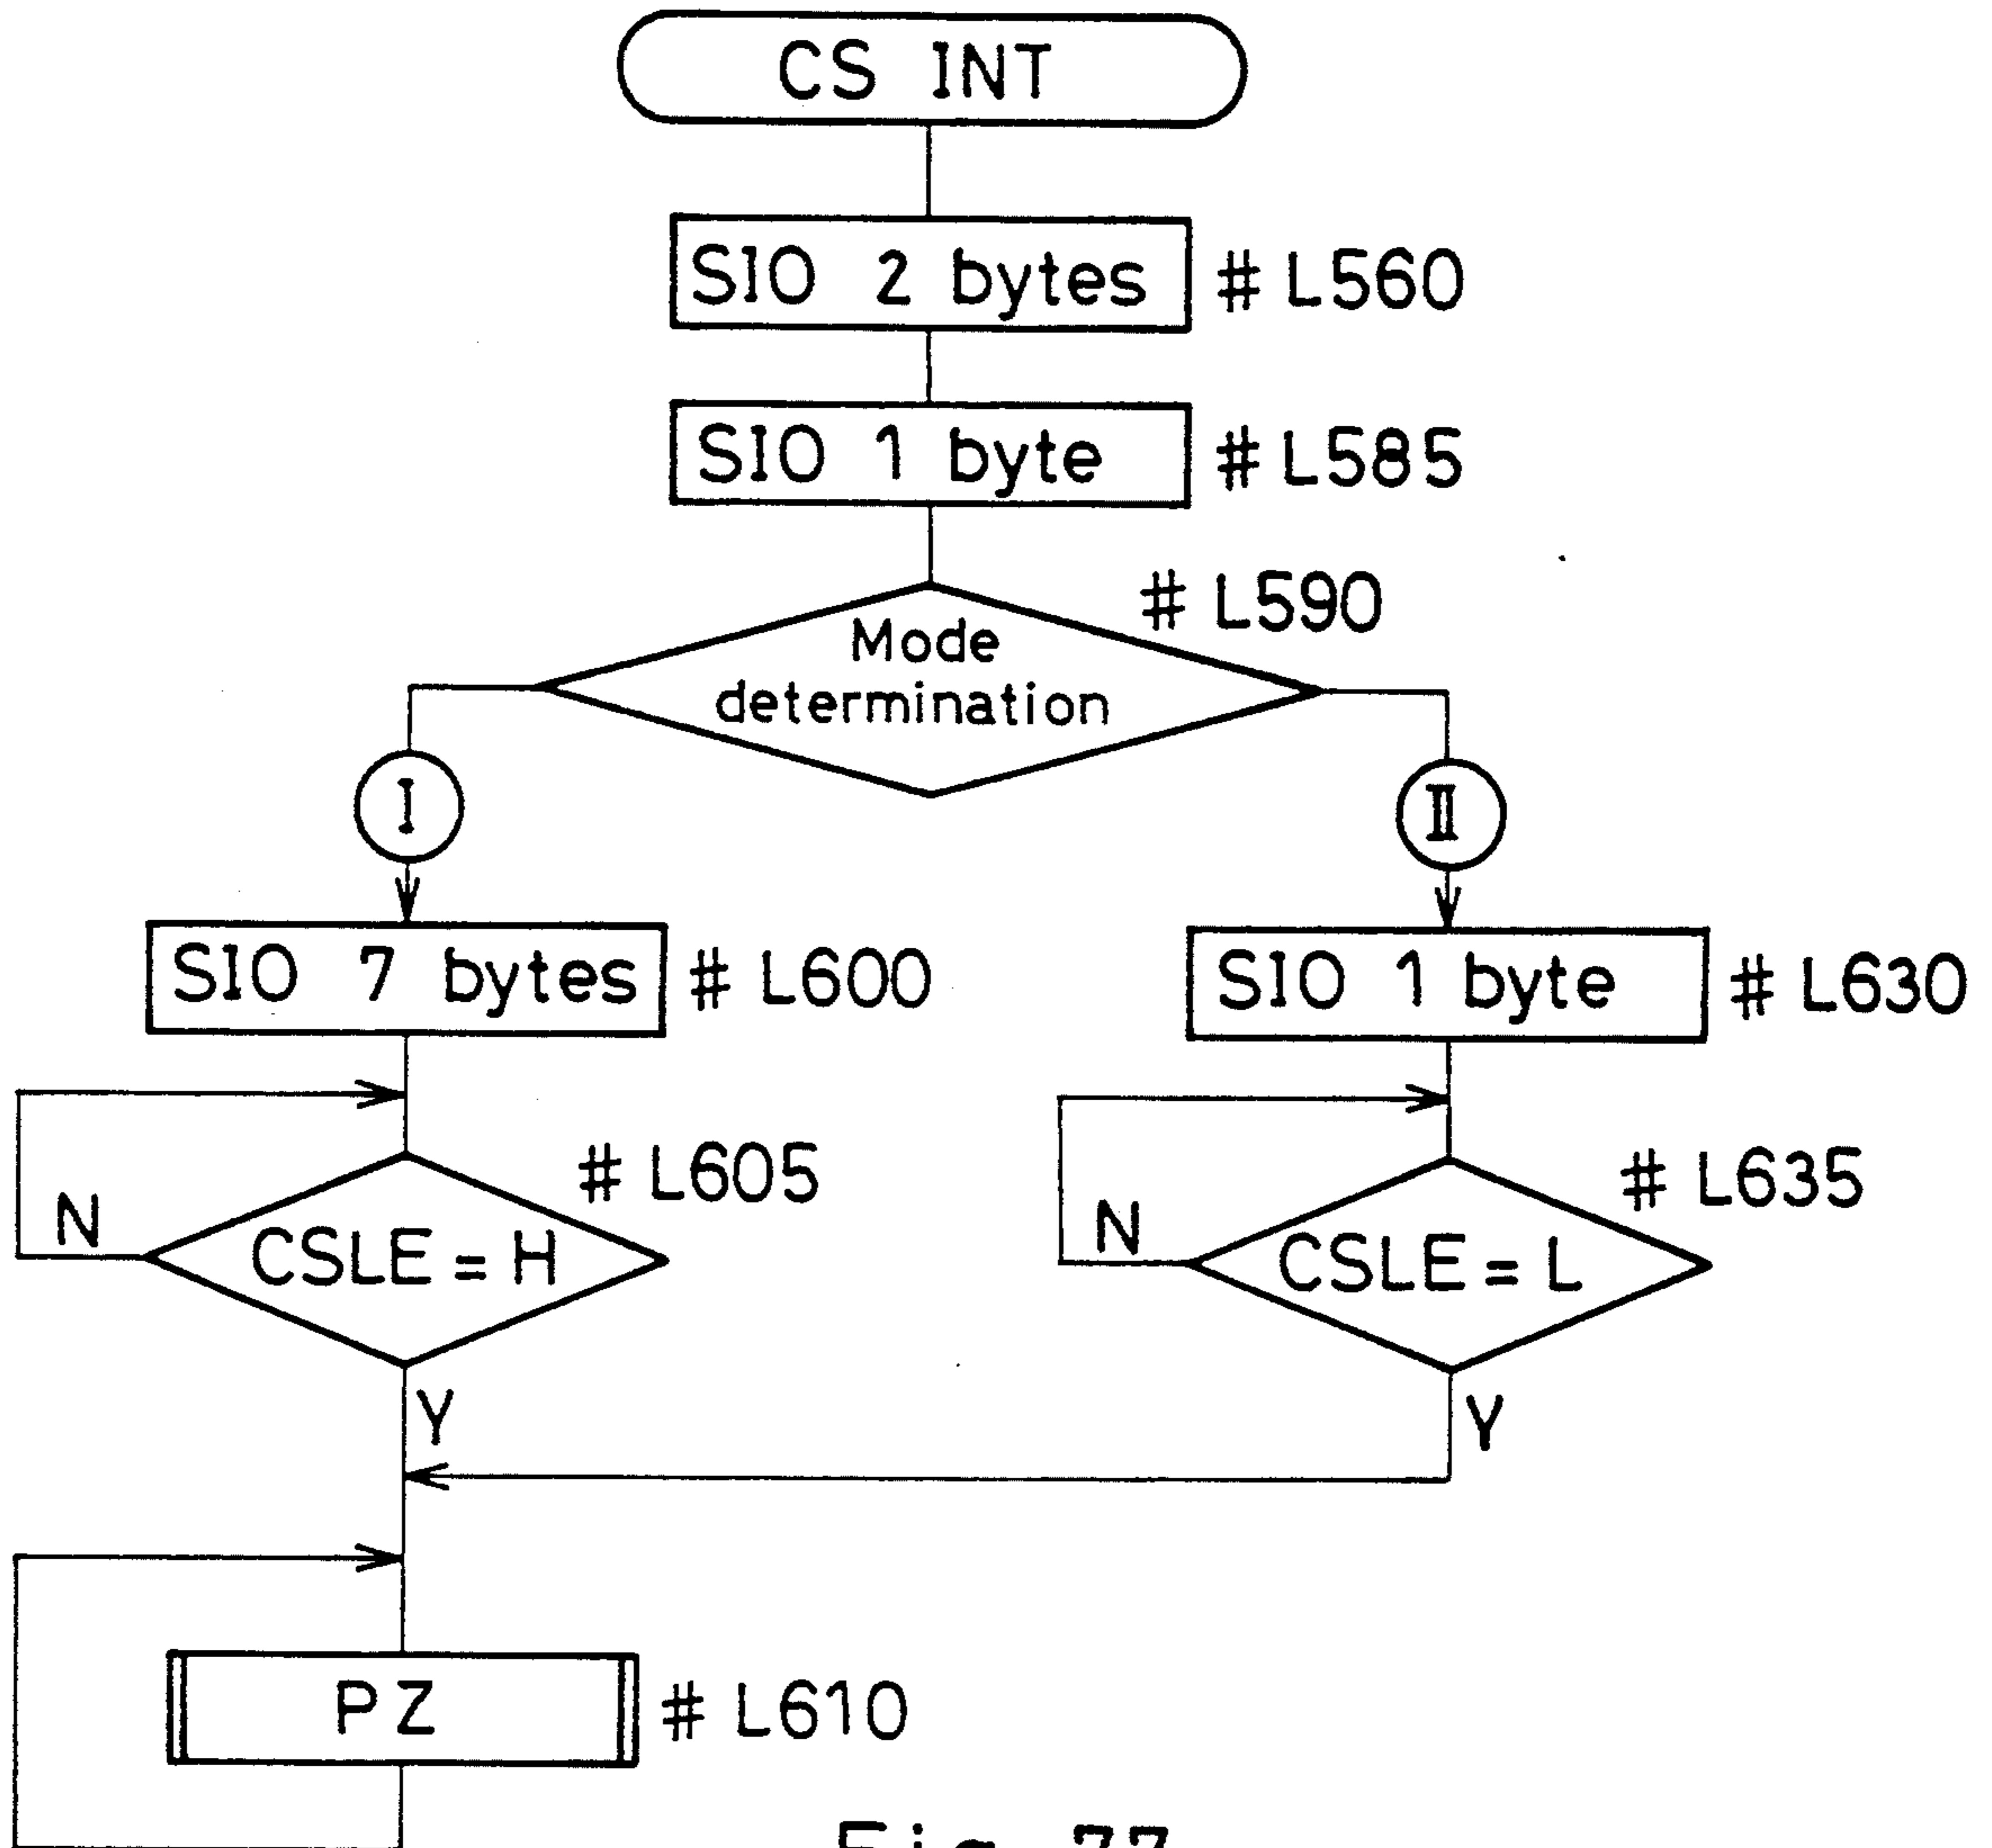 CS INT
SIO 2 bytes # L560
SIO 1 byte # L585
# L590
Mode
determination
I
II
SIO 7 bytes # L600
SIO 1 byte # L630
# L605
N
CSLE = H
Y
# L635
N
CSLE = L
Y
PZ # L610